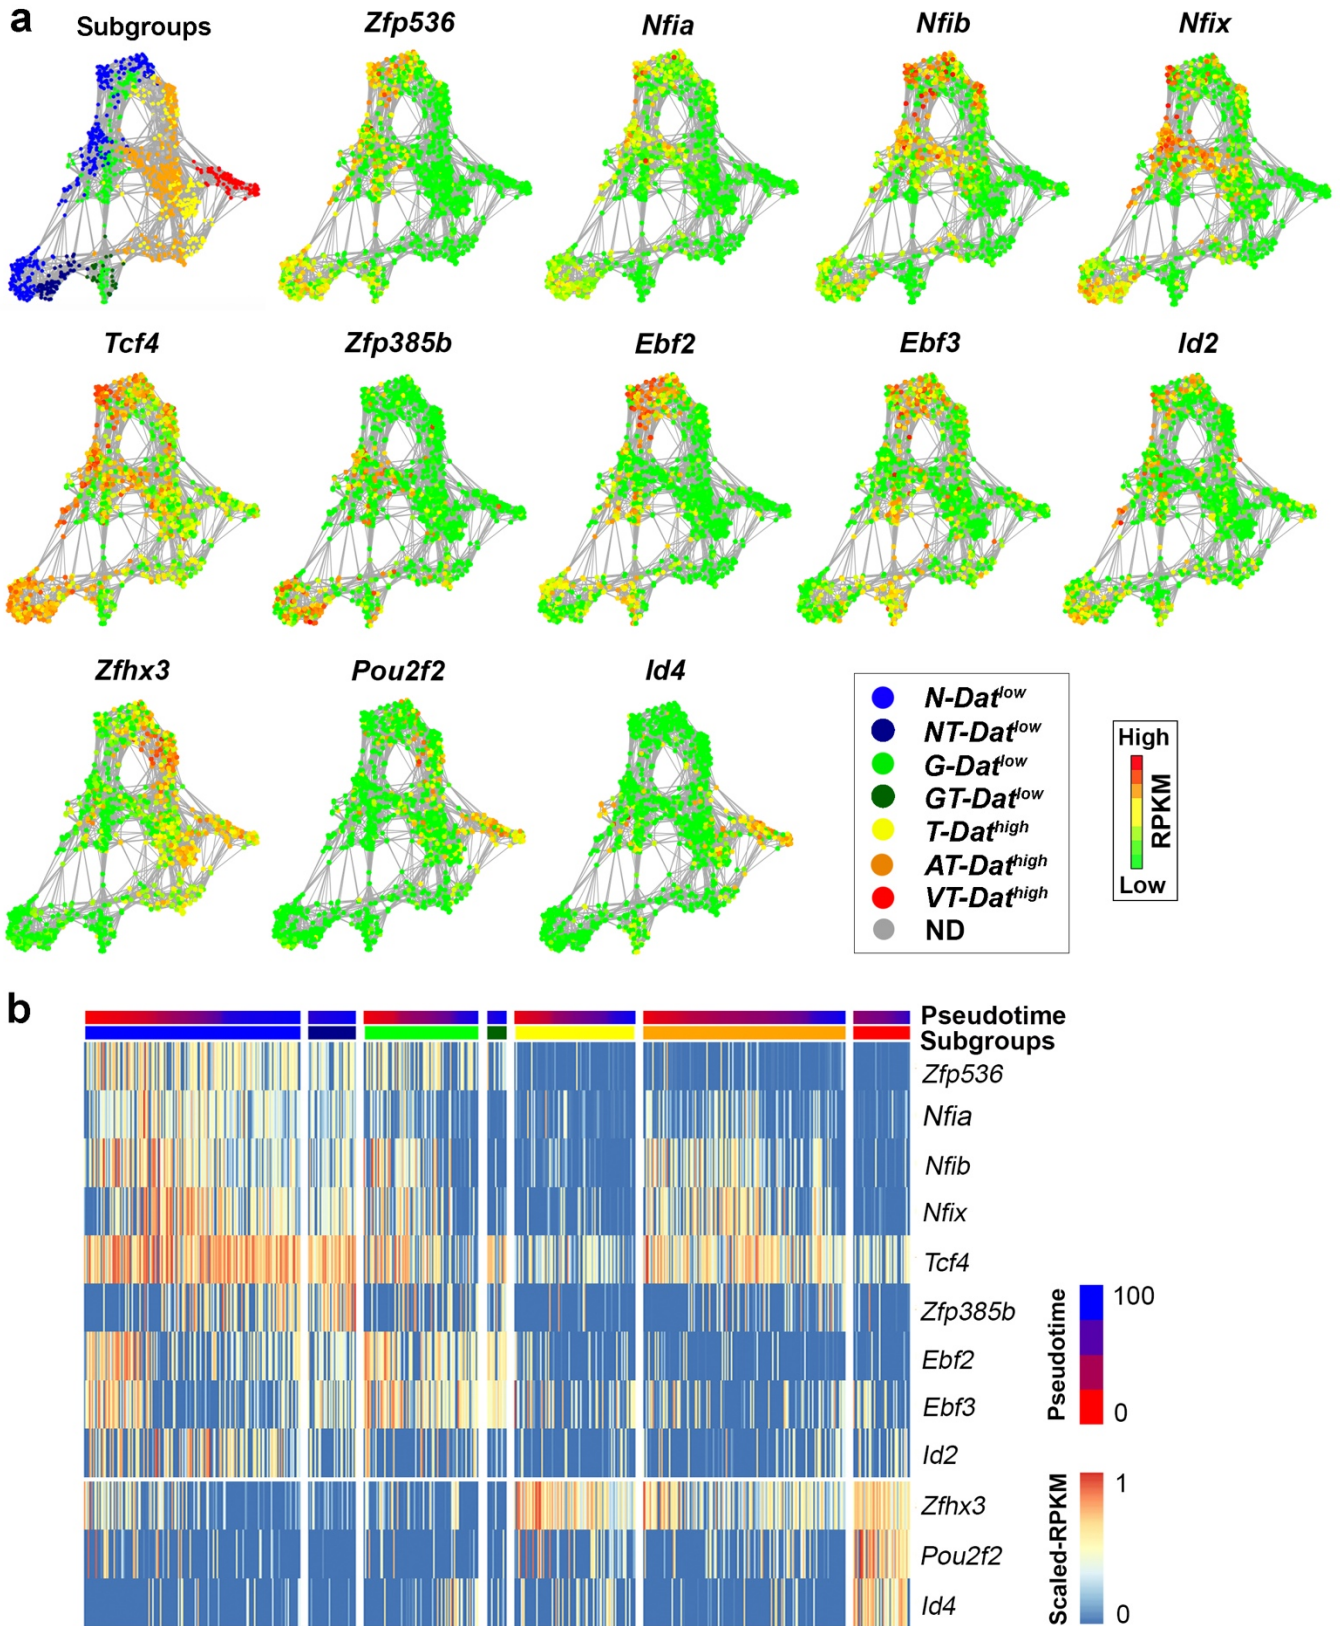 a
Subgroups
Zfp536
Nfia
Nfib
Nfix
Tcf4
Zfp385b
Ebf2
Ebf3
Id2
Zfhx3
Pou2f2
Id4
N-Datlow
NT-Datlow
G-Datlow
GT-Datlow
T-Dathigh
AT-Dathigh
VT-Dathigh
ND
High
RPKM
Low
b
Pseudotime
Subgroups
Zfp536
Nfia
Nfib
Nfix
Tcf4
Zfp385b
Ebf2
Ebf3
Id2
Zfhx3
Pou2f2
Id4
Pseudotime
100
0
Scaled-RPKM
1
0